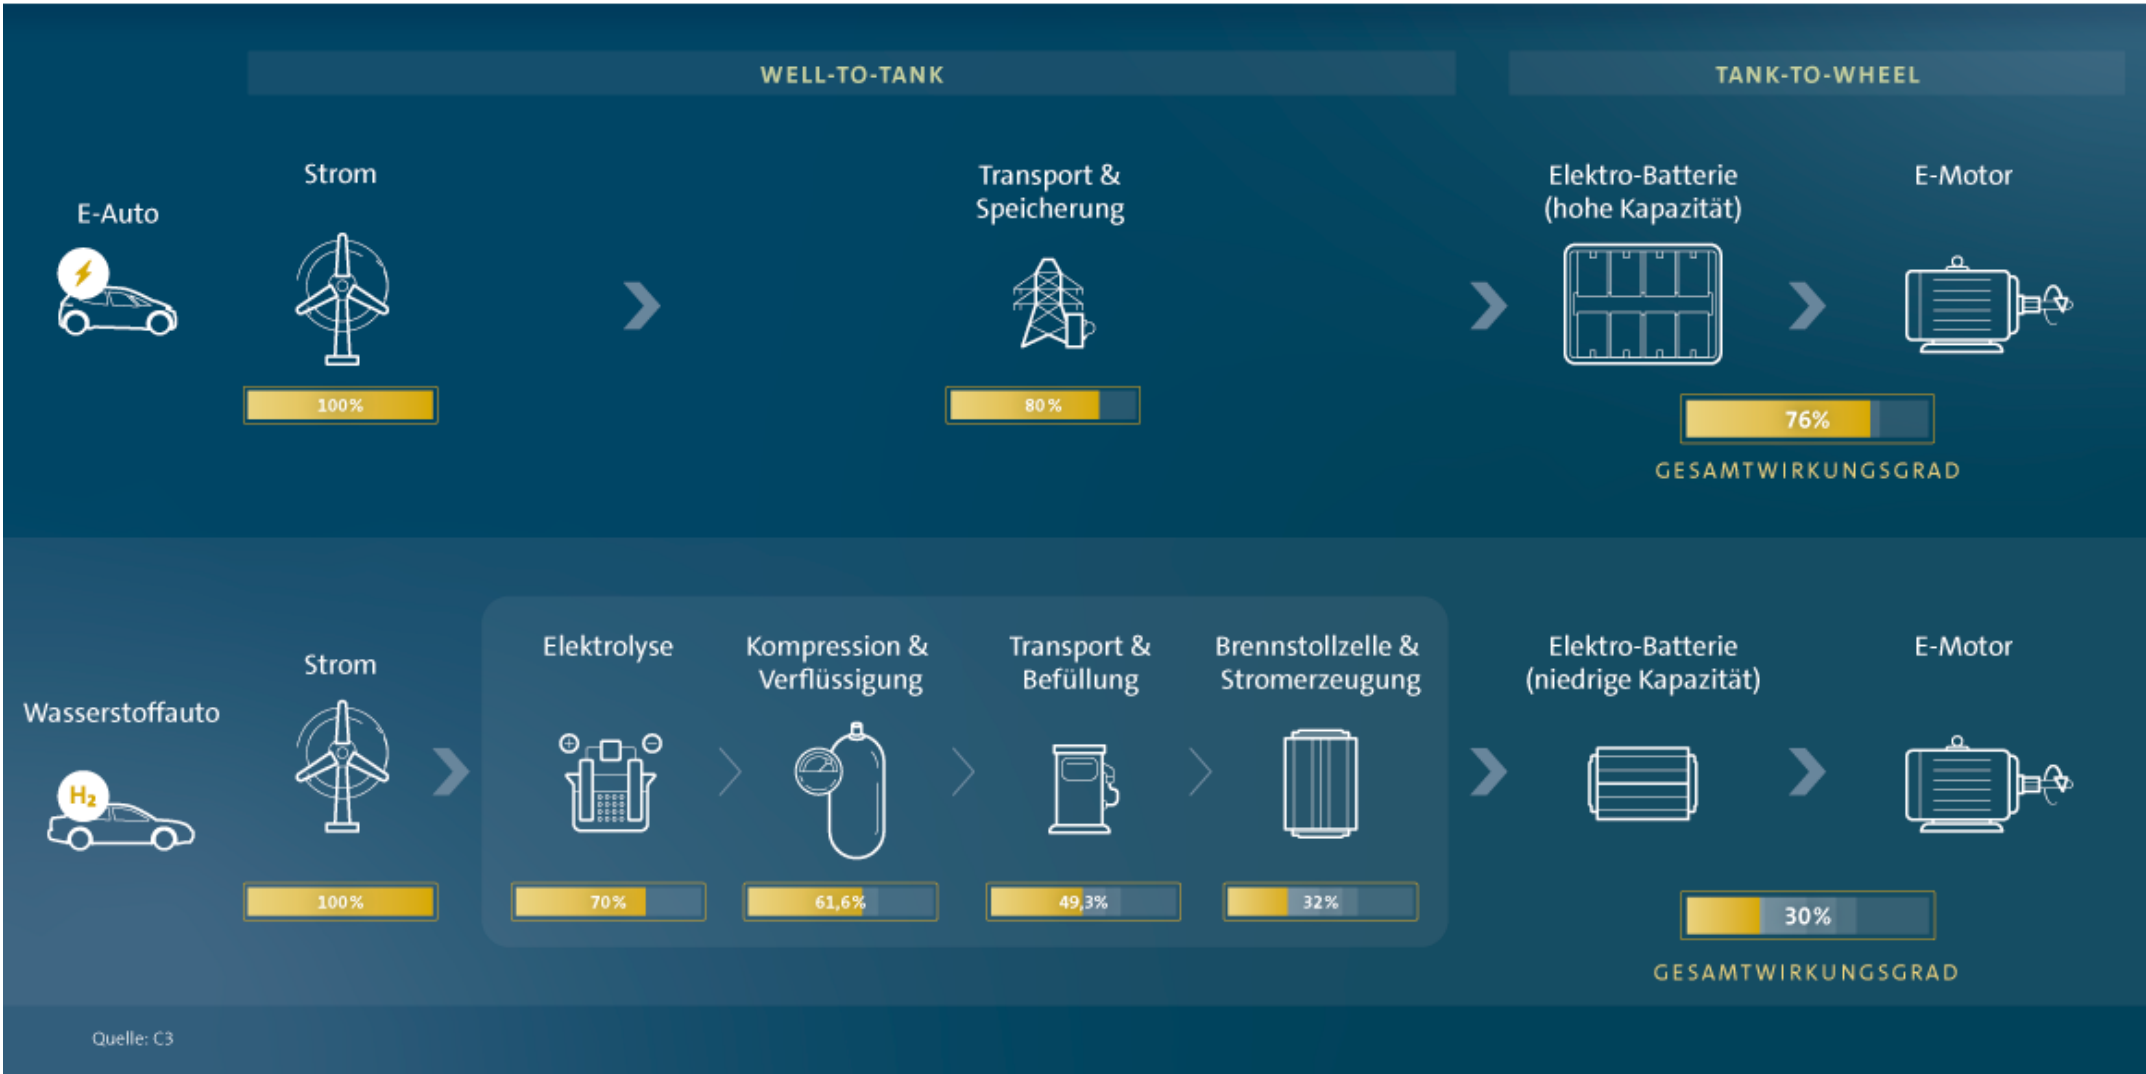 WELL-TO-TANK
TANK-TO-WHEEL
E-Auto
Strom
100%
Transport &
Speicherung
80%
Elektro-Batterie
(hohe Kapazität)
E-Motor
76%
GESAMTWIRKUNGSGRAD
Wasserstoffauto
H₂
Strom
100%
Elektrolyse
70%
Kompression &
Verflüssigung
61,6%
Transport &
Befüllung
49,3%
Brennstollzelle &
Stromerzeugung
32%
Elektro-Batterie
(niedrige Kapazität)
E-Motor
30%
GESAMTWIRKUNGSGRAD
Quelle: C3